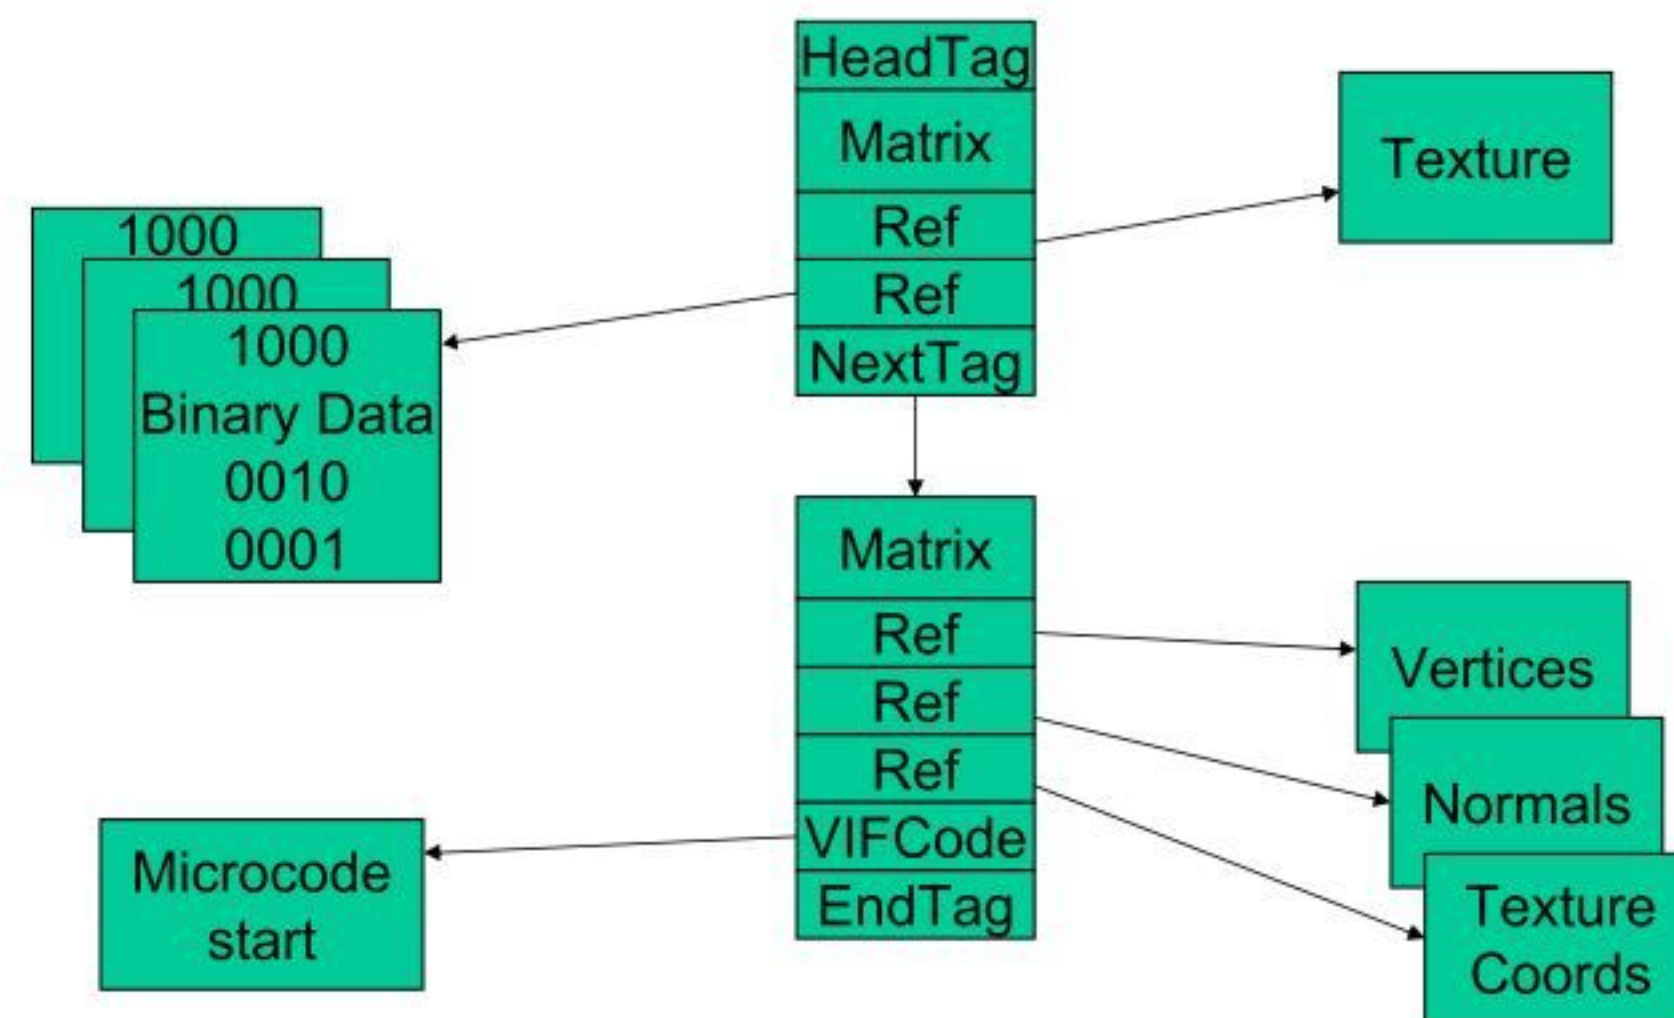 HeadTag
Matrix
Ref
Ref
NextTag
Texture
1000
1000
1000
Binary Data
0010
0001
Matrix
Ref
Ref
Ref
VIFCode
EndTag
Vertices
Normals
Texture
Coords
Microcode
start